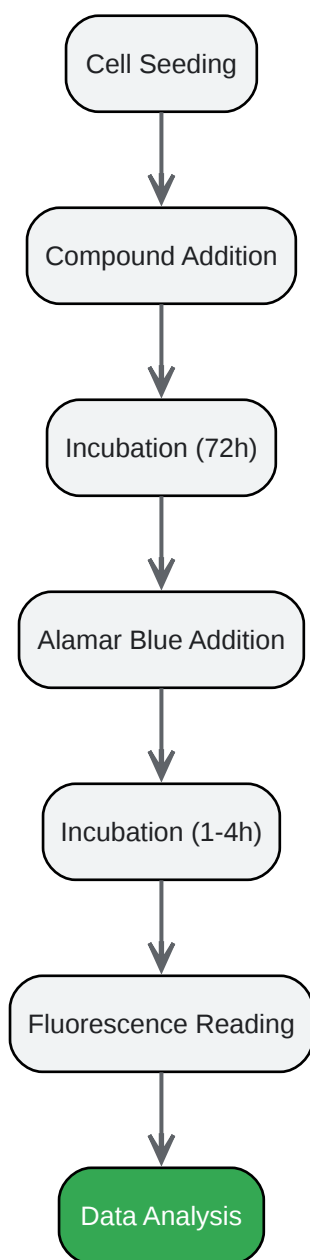 Cell Seeding
Compound Addition
Incubation (72h)
Alamar Blue Addition
Incubation (1-4h)
Fluorescence Reading
Data Analysis